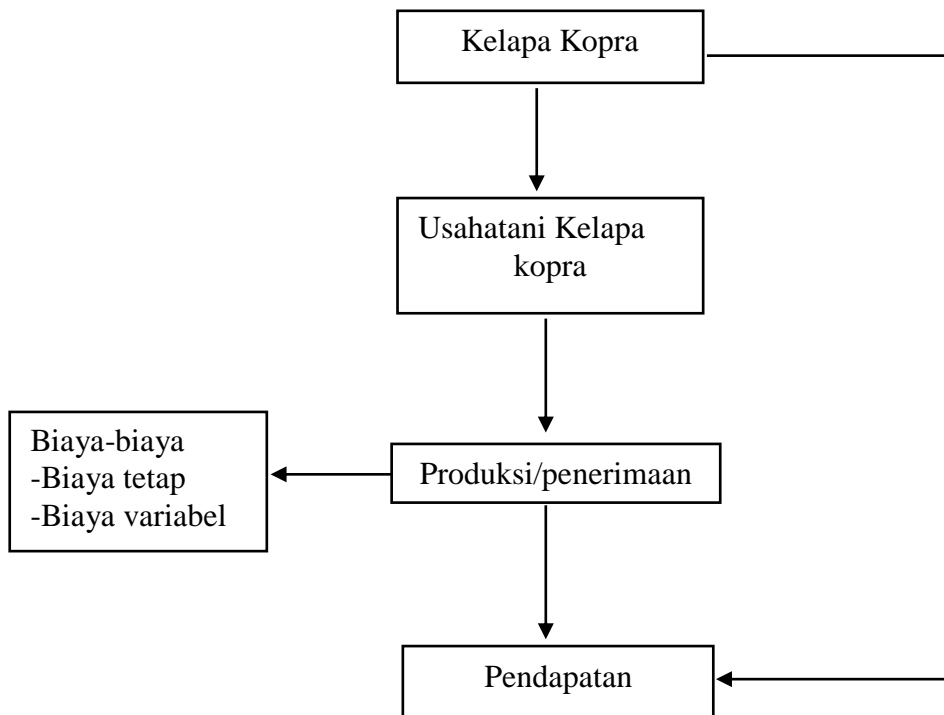 Kelapa Kopra
Usahatani Kelapa
kopra
Biaya-biaya
-Biaya tetap
-Biaya variabel
Produksi/penerimaan
Pendapatan